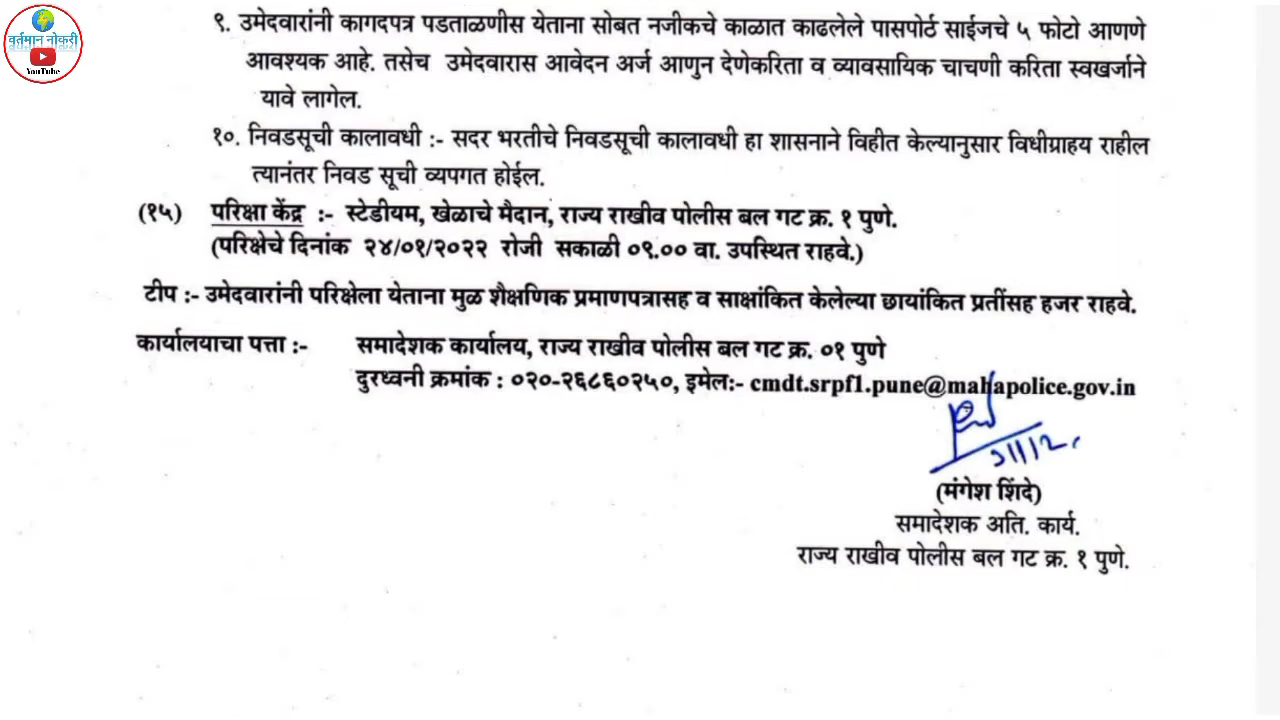 वर्तमान नोकरी
YouTube
९. उमेदवारांनी कागदपत्र पडताळणीस येताना सोबत नजीकचे काळात काढलेले पासपोर्ठ साईजचे ५ फोटो आणणे
आवश्यक आहे. तसेच उमेदवारास आवेदन अर्ज आणुन देणेकरिता व व्यावसायिक चाचणी करिता स्वखर्जाने
यावे लागेल.
१०. निवडसूची कालावधी :- सदर भरतीचे निवडसूची कालावधी हा शासनाने विहीत केल्यानुसार विधीग्राहय राहील
त्यानंतर निवड सूची व्यपगत होईल.
(१५) परिक्षा केंद्र :- स्टेडीयम, खेळाचे मैदान, राज्य राखीव पोलीस बल गट क्र. १ पुणे.
(परिक्षेचे दिनांक २४/०१/२०२२ रोजी सकाळी ०९.०० वा. उपस्थित राहवे.)
टीप :- उमेदवारांनी परिक्षेला येताना मुळ शैक्षणिक प्रमाणपत्रासह व साक्षांकित केलेल्या छायांकित प्रतींसह हजर राहवे.
कार्यालयाचा पत्ता :- समादेशक कार्यालय, राज्य राखीव पोलीस बल गट क्र. ०१ पुणे
दुरध्वनी क्रमांक : ०२०-२६८६०२५०, इमेल:- cmdt.srpf1.pune@mahapolice.gov.in
(मंगेश शिंदे)
समादेशक अति. कार्य.
राज्य राखीव पोलीस बल गट क्र. १ पुणे.